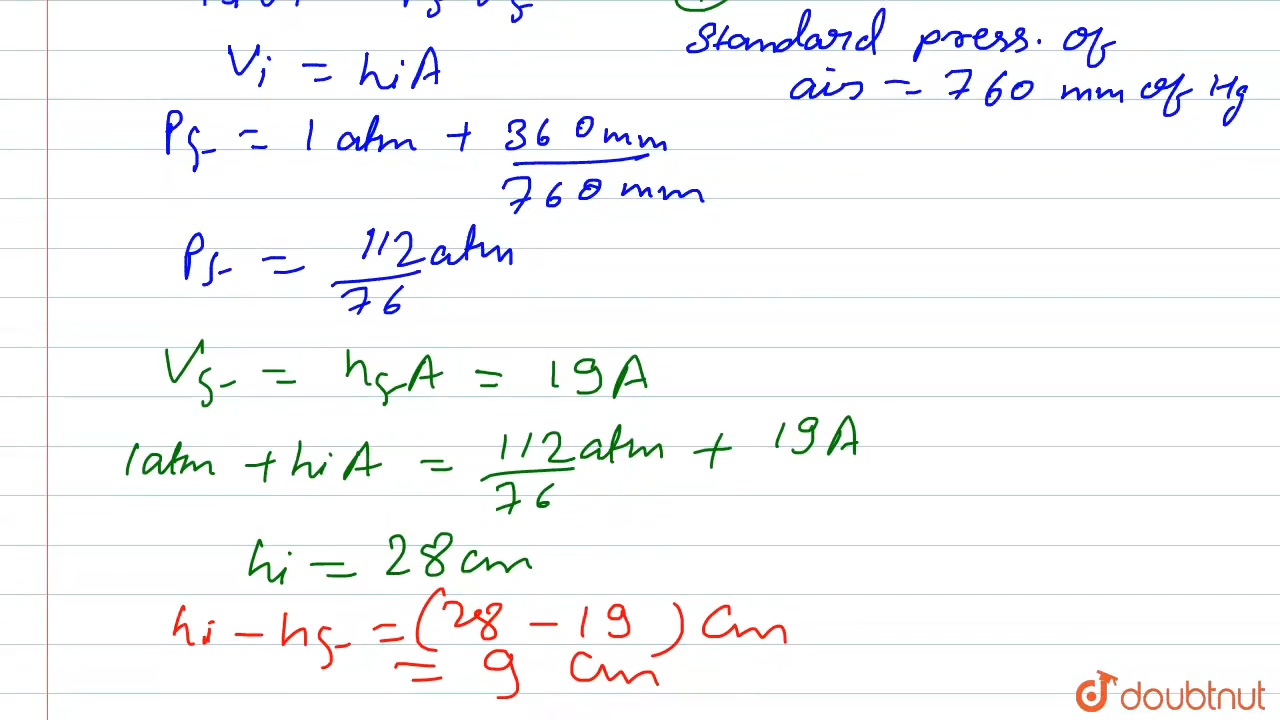 Standard press. of
Vi = hiA
air = 760 mm of Hg
Pf = 1 atm + 360 mm / 760 mm
Pf = 112/76 atm
Vf = hfA = 19A
1atm + hiA = 112/76 atm + 19A
hi = 28cm
hi - hf = (28 - 19) cm
= 9 cm
doubtnut